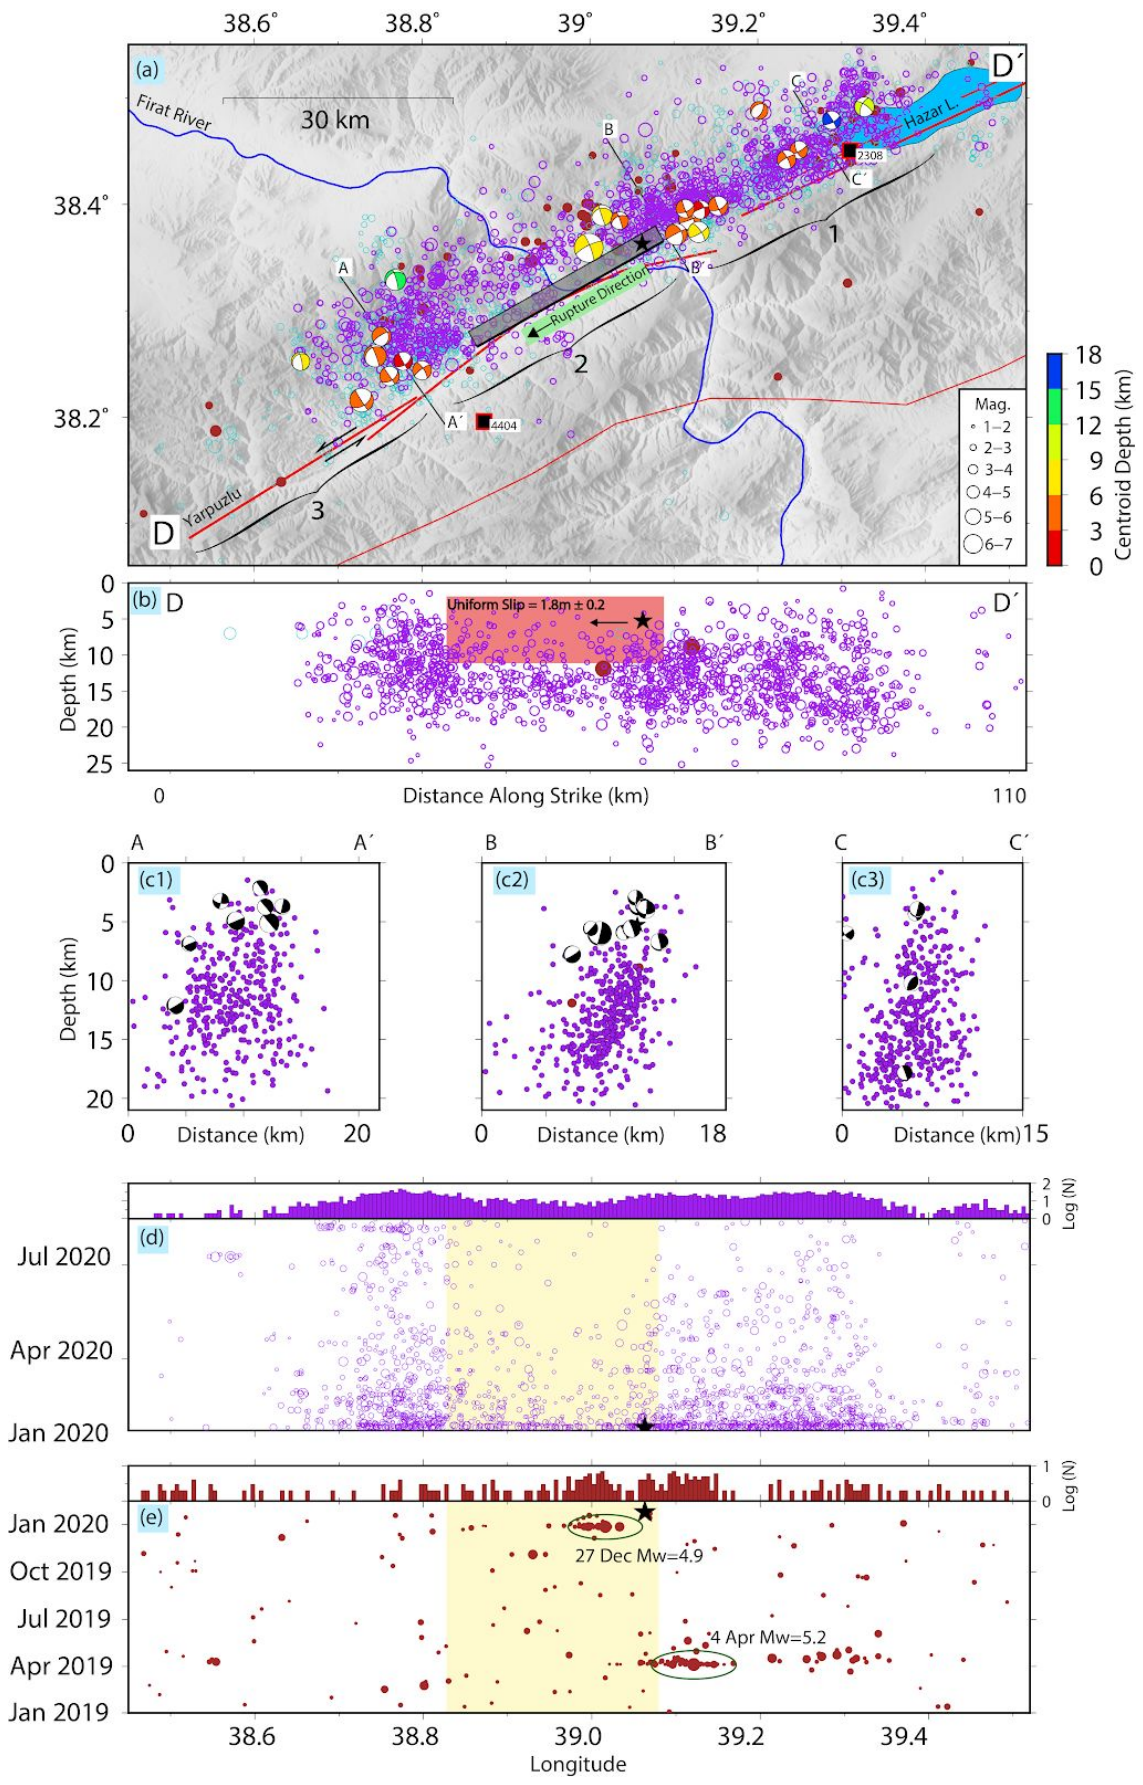 38.6° 38.8° 39° 39.2° 39.4°
(a)
D´
C
Firat River
30 km
Hazar L.
B
2308
38.4°
C´
1
A
B´
Rupture Direction
2
18
15
12
9
6
3
0
Centroid Depth (km)
38.2°
A´
4404
Mag.
1–2
2–3
3–4
4–5
5–6
6–7
Yarpuzlu
3
D
(b) D
D´
Uniform Slip = 1.8m ± 0.2
0
5
10
15
20
25
Depth (km)
0 Distance Along Strike (km) 110
A A´ B B´ C C´
(c1) (c2) (c3)
0
5
10
15
20
Depth (km)
0 Distance (km) 20
0 Distance (km) 18
0 Distance (km) 15
2
1
0
Log (N)
(d)
Jul 2020
Apr 2020
Jan 2020
1
0
Log (N)
(e)
Jan 2020
27 Dec Mw=4.9
Oct 2019
Jul 2019
4 Apr Mw=5.2
Apr 2019
Jan 2019
38.6 38.8 39.0 39.2 39.4
Longitude